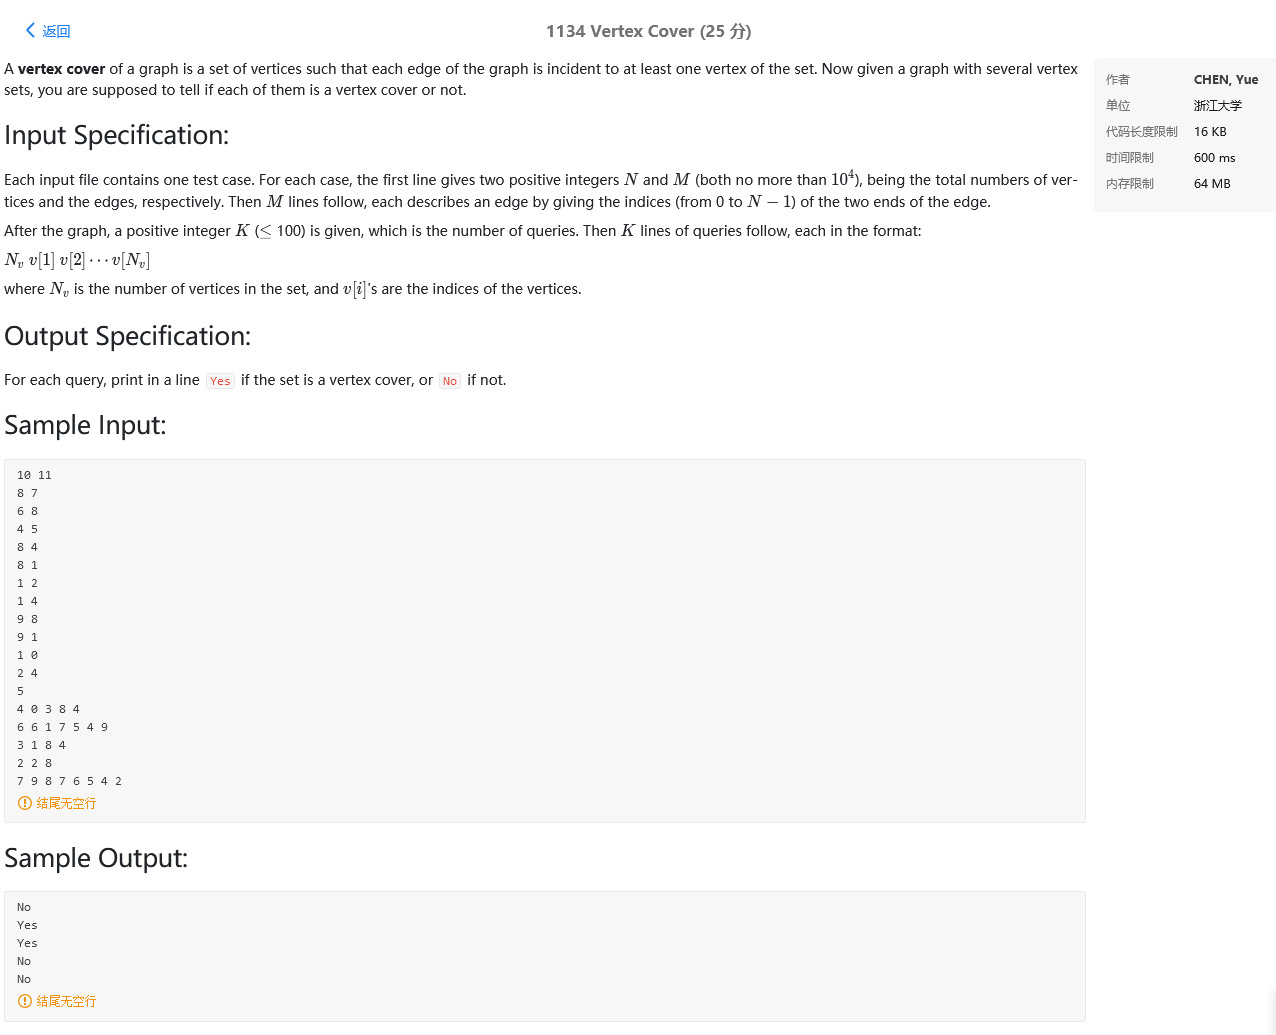 返回
1134 Vertex Cover (25 分)
A vertex cover of a graph is a set of vertices such that each edge of the graph is incident to at least one vertex of the set. Now given a graph with several vertex
sets, you are supposed to tell if each of them is a vertex cover or not.
作者 CHEN, Yue
单位 浙江大学
代码长度限制 16 KB
时间限制 600 ms
内存限制 64 MB
Input Specification:
Each input file contains one test case. For each case, the first line gives two positive integers N and M (both no more than 10⁴), being the total numbers of ver-
tices and the edges, respectively. Then M lines follow, each describes an edge by giving the indices (from 0 to N − 1) of the two ends of the edge.
After the graph, a positive integer K (≤ 100) is given, which is the number of queries. Then K lines of queries follow, each in the format:
Nᵥ v[1] v[2] ⋯ v[Nᵥ]
where Nᵥ is the number of vertices in the set, and v[i]'s are the indices of the vertices.
Output Specification:
For each query, print in a line Yes if the set is a vertex cover, or No if not.
Sample Input:
10 11
8 7
6 8
4 5
8 4
8 1
1 2
1 4
9 8
9 1
1 0
2 4
5
4 0 3 8 4
6 6 1 7 5 4 9
3 1 8 4
2 2 8
7 9 8 7 6 5 4 2
结尾无空行
Sample Output:
No
Yes
Yes
No
No
结尾无空行